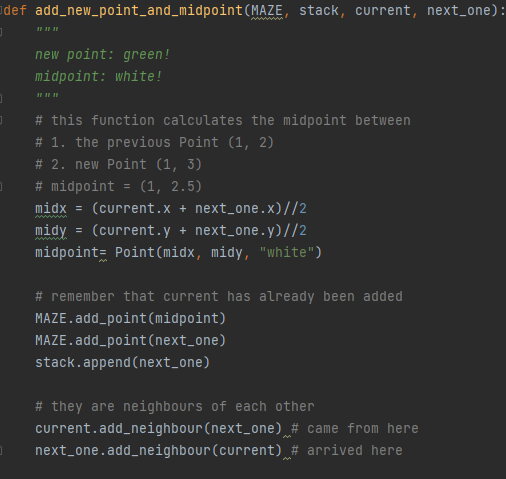 def add_new_point_and_midpoint(MAZE, stack, current, next_one):
    """
    new point: green!
    midpoint: white!
    """
    # this function calculates the midpoint between
    # 1. the previous Point (1, 2)
    # 2. new Point (1, 3)
    # midpoint = (1, 2.5)
    midx = (current.x + next_one.x)//2
    midy = (current.y + next_one.y)//2
    midpoint= Point(midx, midy, "white")

    # remember that current has already been added
    MAZE.add_point(midpoint)
    MAZE.add_point(next_one)
    stack.append(next_one)

    # they are neighbours of each other
    current.add_neighbour(next_one) # came from here
    next_one.add_neighbour(current) # arrived here